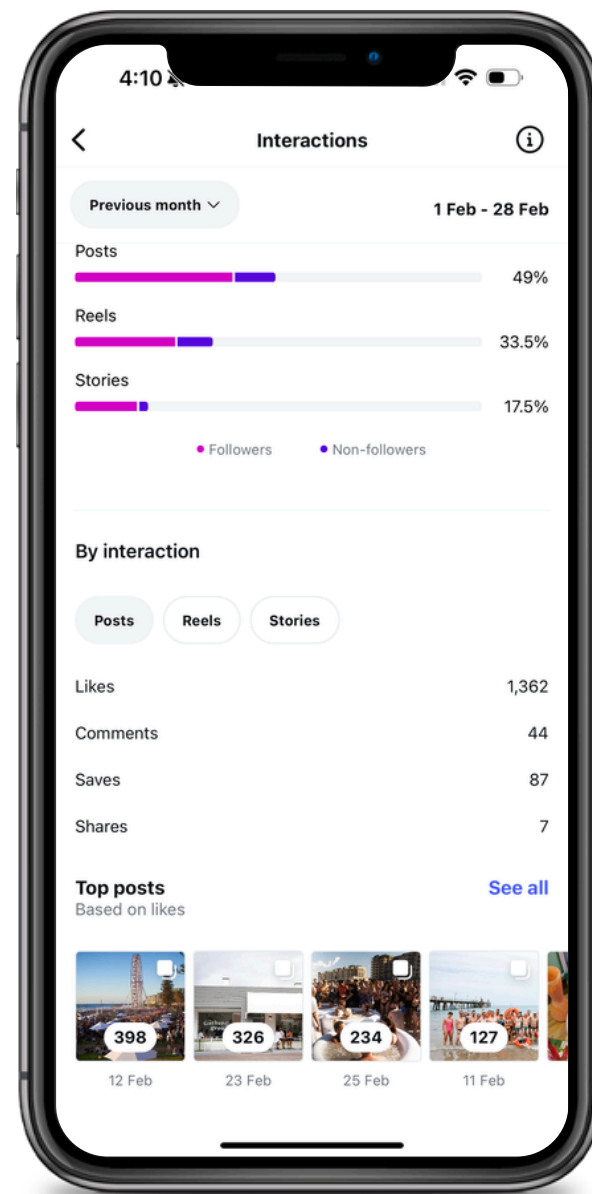 4:10
Interactions
Previous month
1 Feb - 28 Feb
Posts
49%
Reels
33.5%
Stories
17.5%
Followers Non-followers
By interaction
Posts Reels Stories
Likes 1,362
Comments 44
Saves 87
Shares 7
Top posts See all
Based on likes
398 326 234 127
12 Feb 23 Feb 25 Feb 11 Feb